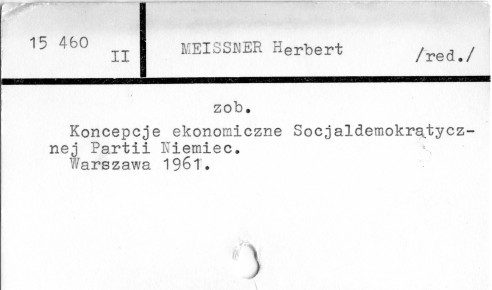 15 460
II
MEISSNER Herbert
/red./
zob.
Koncepcje ekonomiczne Socjaldemokratycz-
nej Partii Niemiec.
Warszawa 1961.